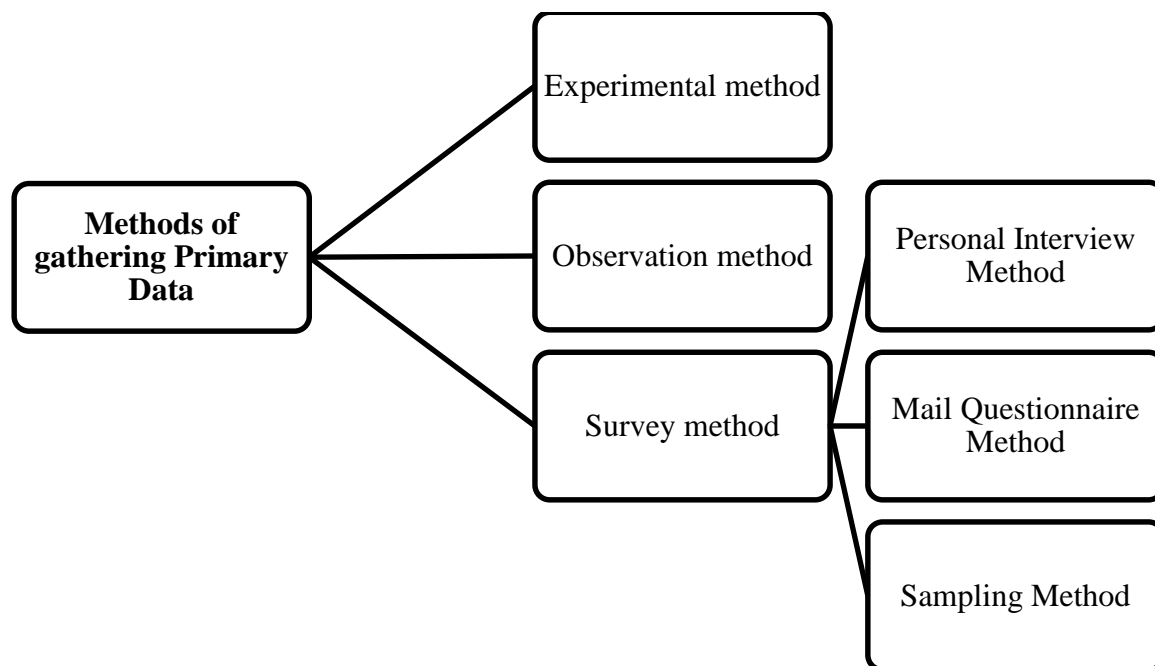 Experimental method
Methods of
gathering Primary
Data
Observation method
Personal Interview
Method
Survey method
Mail Questionnaire
Method
Sampling Method